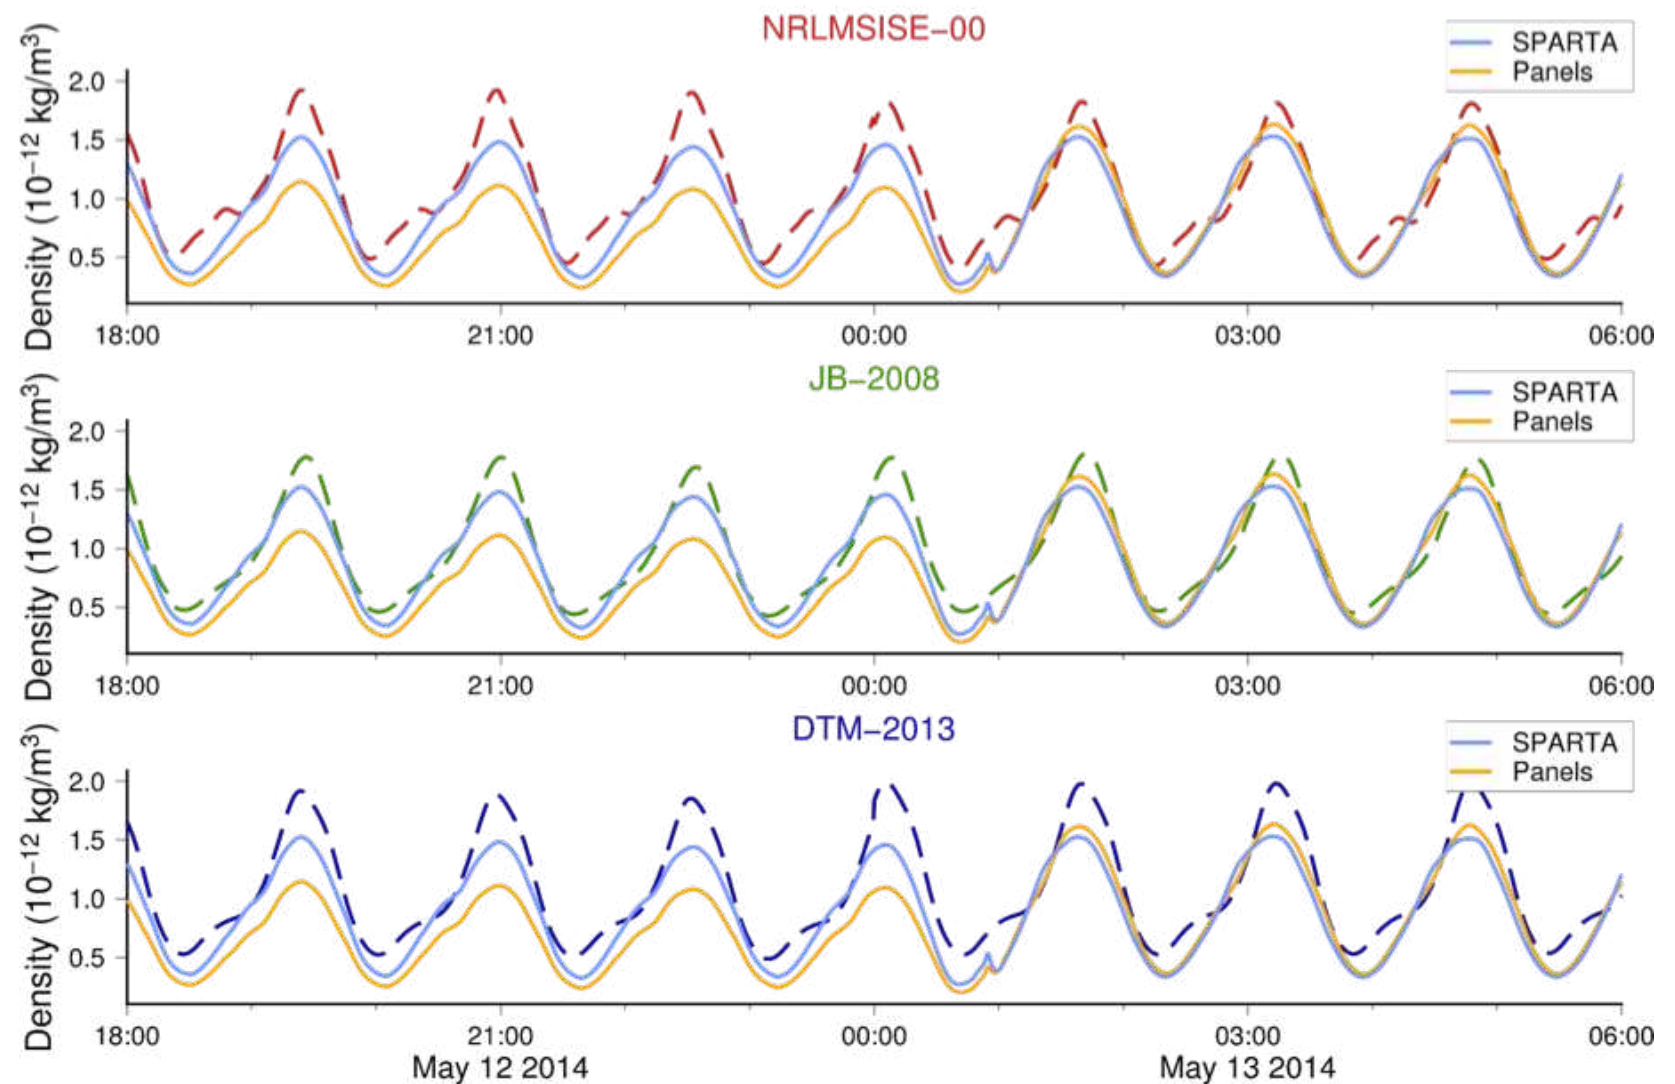 NRLMSISE−00
SPARTA
Panels
Density (10−12 kg/m3)
2.0
1.5
1.0
0.5
18:00 21:00 00:00 03:00 06:00
JB−2008
SPARTA
Panels
Density (10−12 kg/m3)
2.0
1.5
1.0
0.5
18:00 21:00 00:00 03:00 06:00
DTM−2013
SPARTA
Panels
Density (10−12 kg/m3)
2.0
1.5
1.0
0.5
18:00 21:00 00:00 03:00 06:00
May 12 2014 May 13 2014